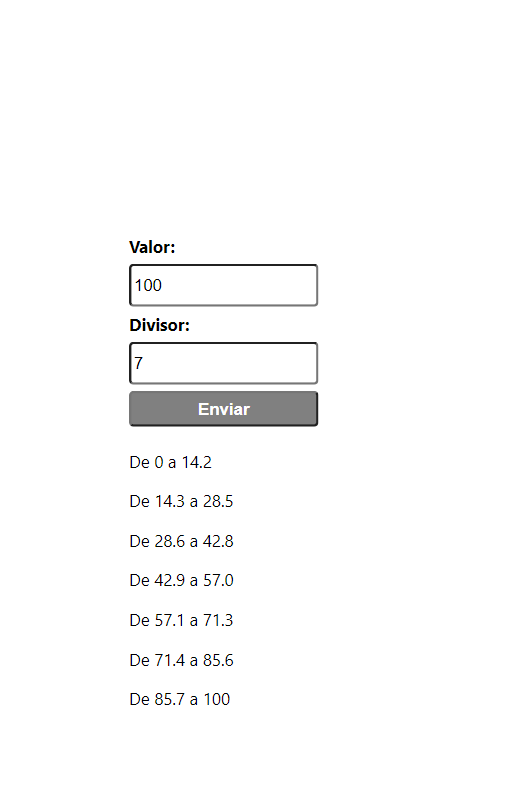 Valor:
100
Divisor:
7
Enviar
De 0 a 14.2
De 14.3 a 28.5
De 28.6 a 42.8
De 42.9 a 57.0
De 57.1 a 71.3
De 71.4 a 85.6
De 85.7 a 100